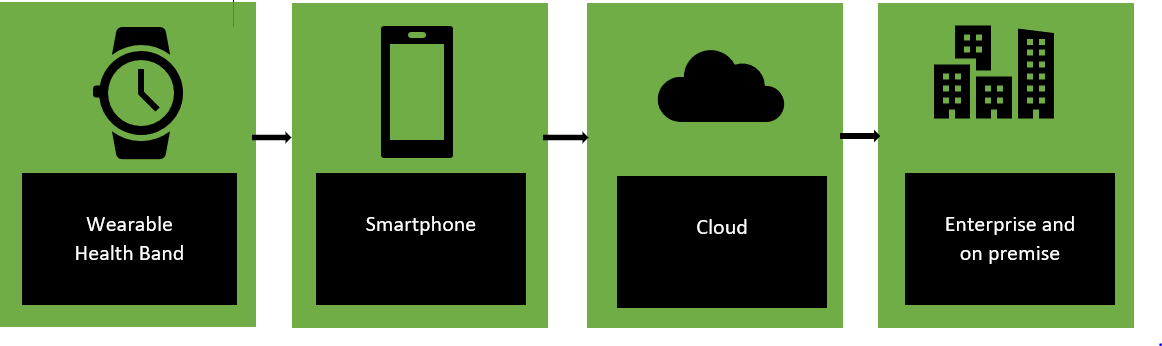 Wearable
Health Band
Smartphone
Cloud
Enterprise and
on premise